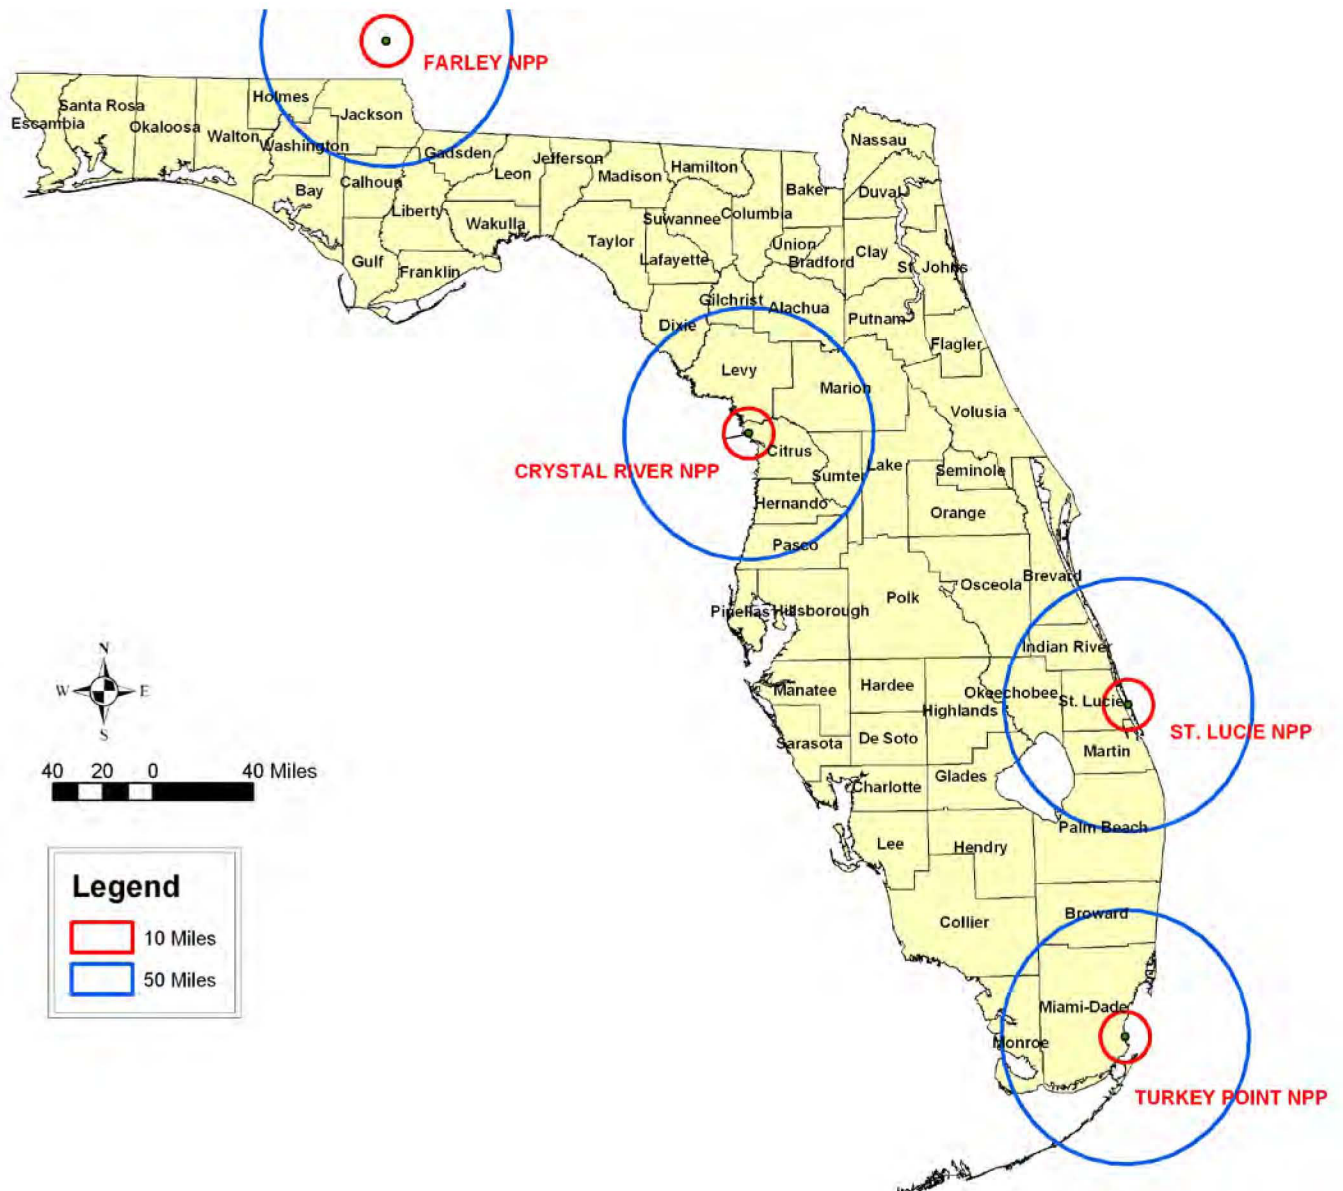 FARLEY NPP
Holmes
Santa Rosa
Jackson
Escambia
Okaloosa
Walton
Washington
Nassau
Gadsden
Jefferson
Hamilton
Leon
Madison
Calhoun
Bay
Baker
Duval
Liberty
Suwannee
Columbia
Wakulla
Taylor
Union
Clay
Lafayette
Bradford
St. Johns
Gulf
Franklin
Gilchrist
Alachua
Putnam
Dixie
Flagler
Levy
Marion
Volusia
Citrus
CRYSTAL RIVER NPP
Lake
Seminole
Sumter
Hernando
Orange
Pasco
Brevard
Osceola
Polk
Pinellas
Hillsborough
Indian River
N
W
E
S
Manatee
Hardee
Okeechobee
St. Lucie
Highlands
ST. LUCIE NPP
Sarasota
De Soto
Martin
40 20 0 40 Miles
Glades
Charlotte
Palm Beach
Lee
Hendry
Legend
10 Miles
50 Miles
Broward
Collier
Miami-Dade
Monroe
TURKEY POINT NPP